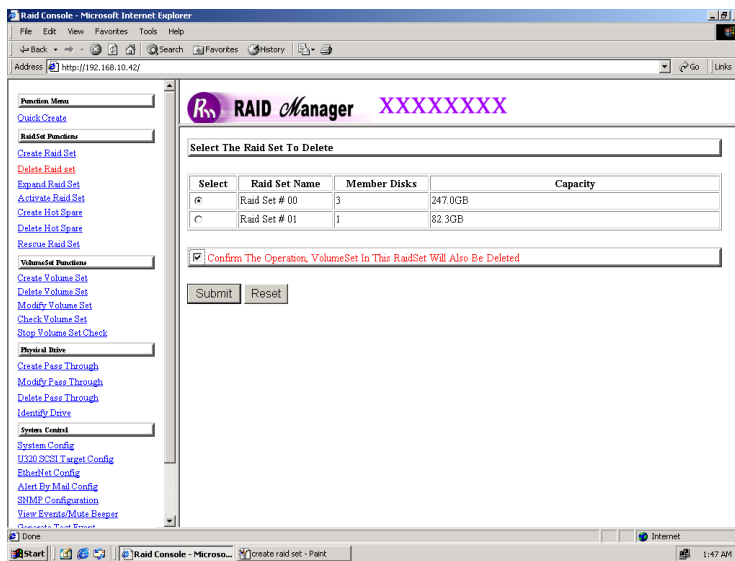 Raid Console - Microsoft Internet Explorer
File Edit View Favorites Tools Help
Back Search Favorites History
Address http://192.168.10.42/ Go Links
Function Menu
Quick Create
RaidSet Functions
Create Raid Set
Delete Raid set
Expand Raid Set
Activate Raid Set
Create Hot Spare
Delete Hot Spare
Rescue Raid Set
VolumeSet Functions
Create Volume Set
Delete Volume Set
Modify Volume Set
Check Volume Set
Stop Volume Set Check
Physical Drive
Create Pass Through
Modify Pass Through
Delete Pass Through
Identify Drive
System Control
System Config
U320 SCSI Target Config
EtherNet Config
Alert By Mail Config
SNMP Configuration
View Events/Mute Beeper
Generate Test Event
Rm RAID Manager XXXXXXXX
Select The Raid Set To Delete
Select Raid Set Name Member Disks Capacity
Raid Set # 00 3 247.0GB
Raid Set # 01 1 82.3GB
Confirm The Operation, VolumeSet In This RaidSet Will Also Be Deleted
Submit Reset
Done Internet
Start Raid Console - Microso... create raid set - Paint 1:47 AM